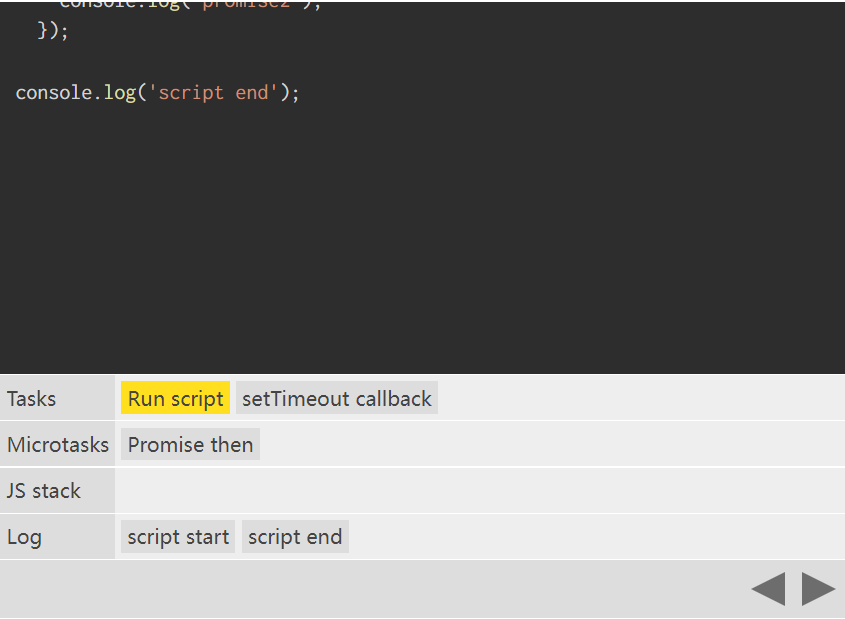 console.log('promise2');
});
console.log('script end');
Tasks Run script setTimeout callback
Microtasks Promise then
JS stack
Log script start script end